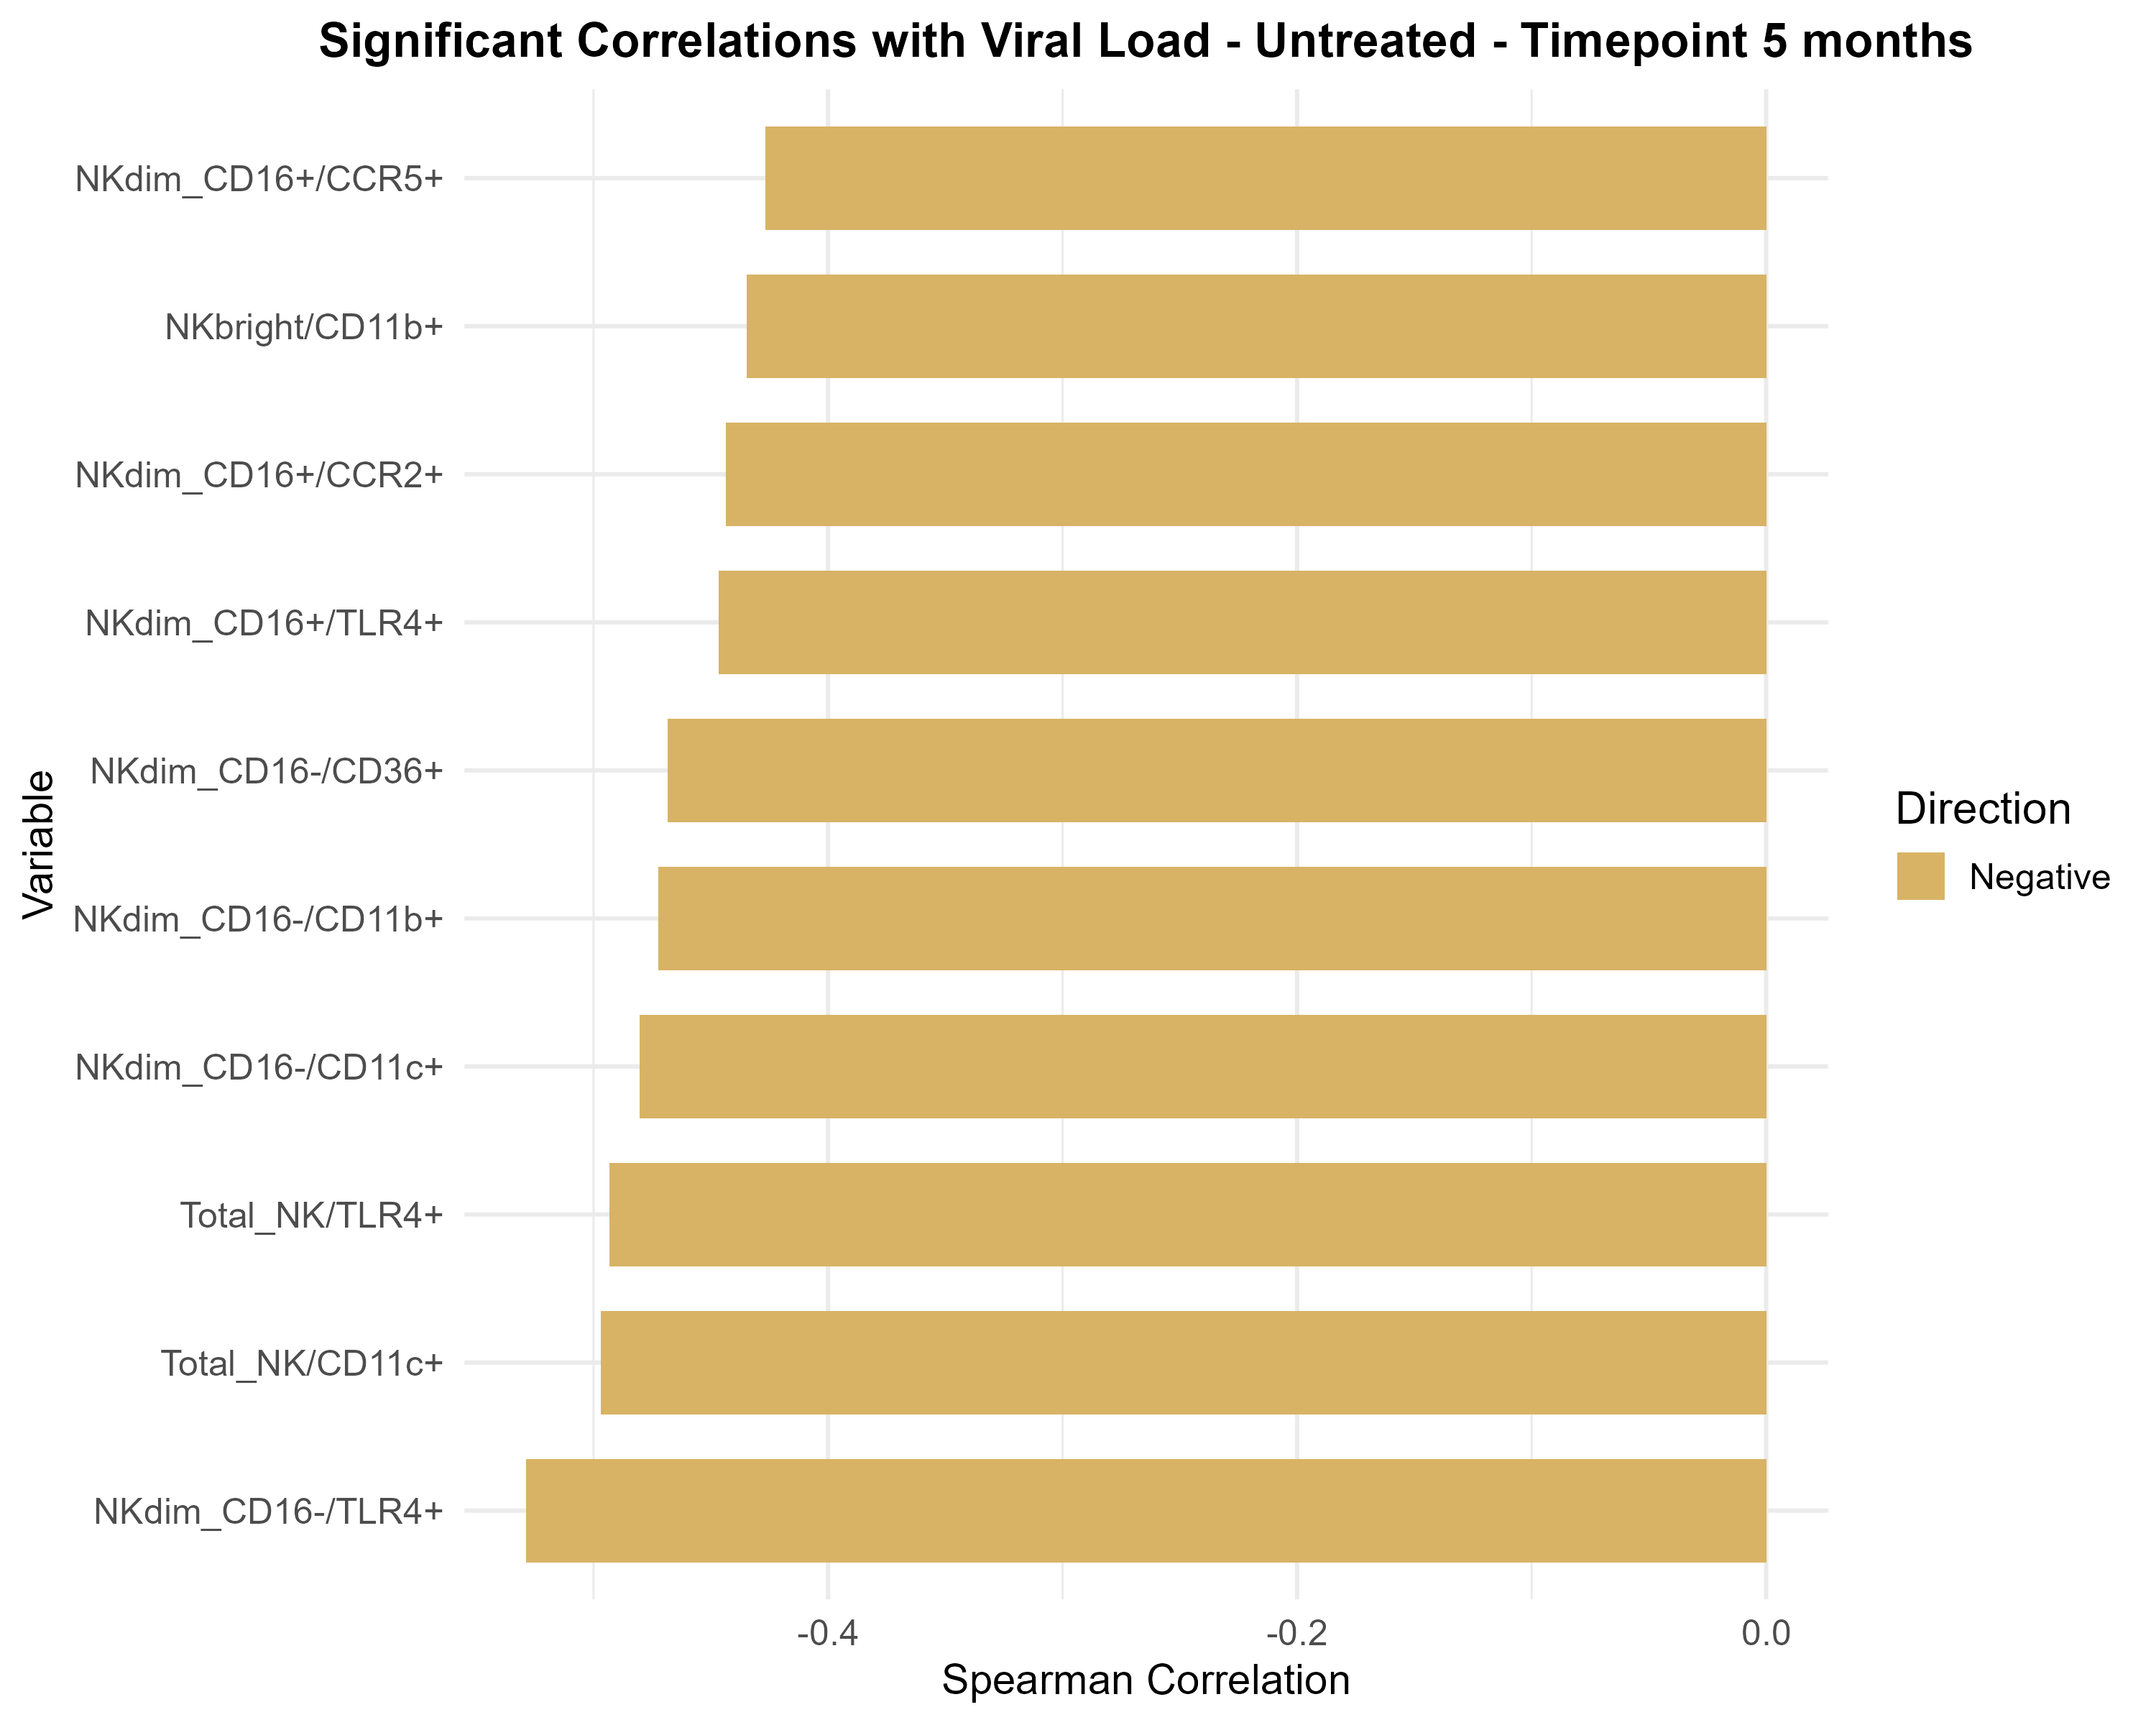 Significant Correlations with Viral Load - Untreated - Timepoint 5 months
NKdim_CD16+/CCR5+
NKbright/CD11b+
NKdim_CD16+/CCR2+
NKdim_CD16+/TLR4+
NKdim_CD16-/CD36+
NKdim_CD16-/CD11b+
NKdim_CD16-/CD11c+
Total_NK/TLR4+
Total_NK/CD11c+
NKdim_CD16-/TLR4+
Variable
-0.4
-0.2
0.0
Spearman Correlation
Direction
Negative